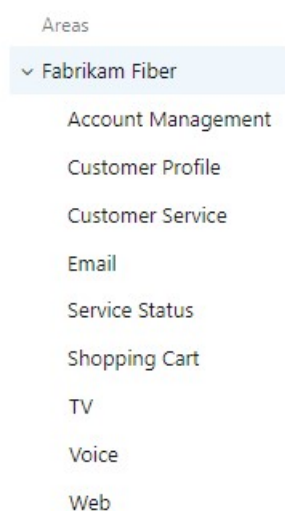 Areas
Fabrikam Fiber
Account Management
Customer Profile
Customer Service
Email
Service Status
Shopping Cart
TV
Voice
Web